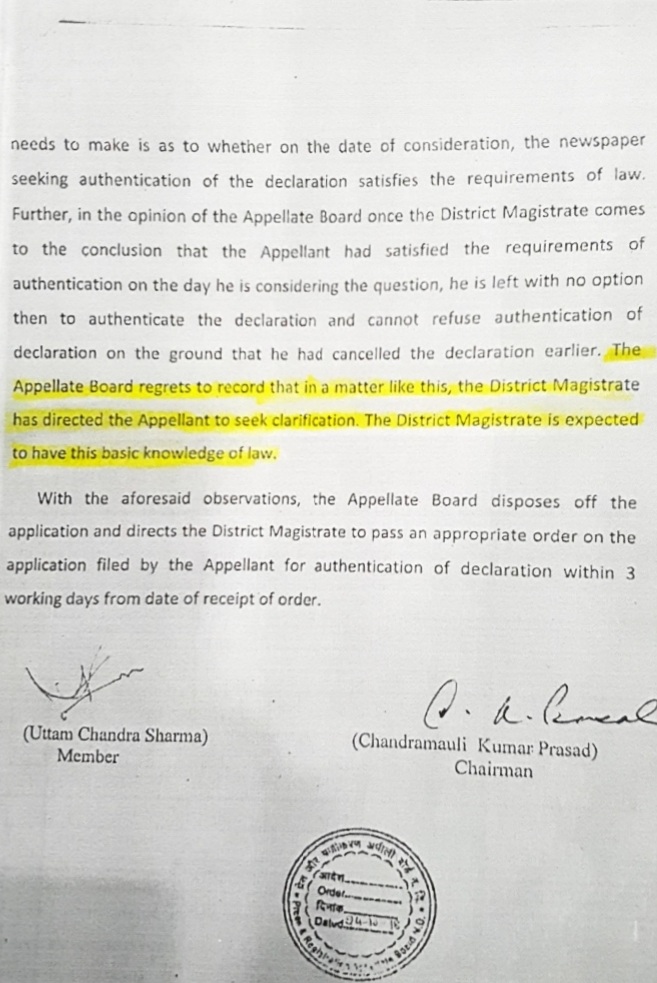 needs to make is as to whether on the date of consideration, the newspaper
seeking authentication of the declaration satisfies the requirements of law.
Further, in the opinion of the Appellate Board once the District Magistrate comes
to the conclusion that the Appellant had satisfied the requirements of
authentication on the day he is considering the question, he is left with no option
then to authenticate the declaration and cannot refuse authentication of
declaration on the ground that he had cancelled the declaration earlier. The
Appellate Board regrets to record that in a matter like this, the District Magistrate
has directed the Appellant to seek clarification. The District Magistrate is expected
to have this basic knowledge of law.
With the aforesaid observations, the Appellate Board disposes off the
application and directs the District Magistrate to pass an appropriate order on the
application filed by the Appellant for authentication of declaration within 3
working days from date of receipt of order.
(Uttam Chandra Sharma)
Member
(Chandramauli Kumar Prasad)
Chairman
आदेश
Order
दिनांक
Dated
Press & Registration Board N.D.